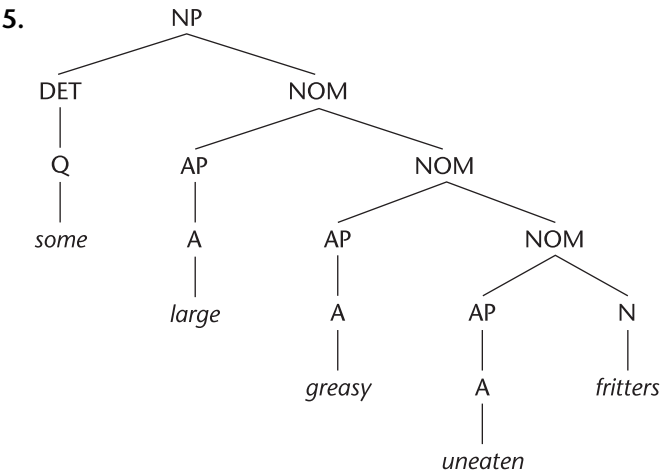 5. NP
DET NOM
Q AP NOM
some A AP NOM
large A AP N
greasy A fritters
uneaten